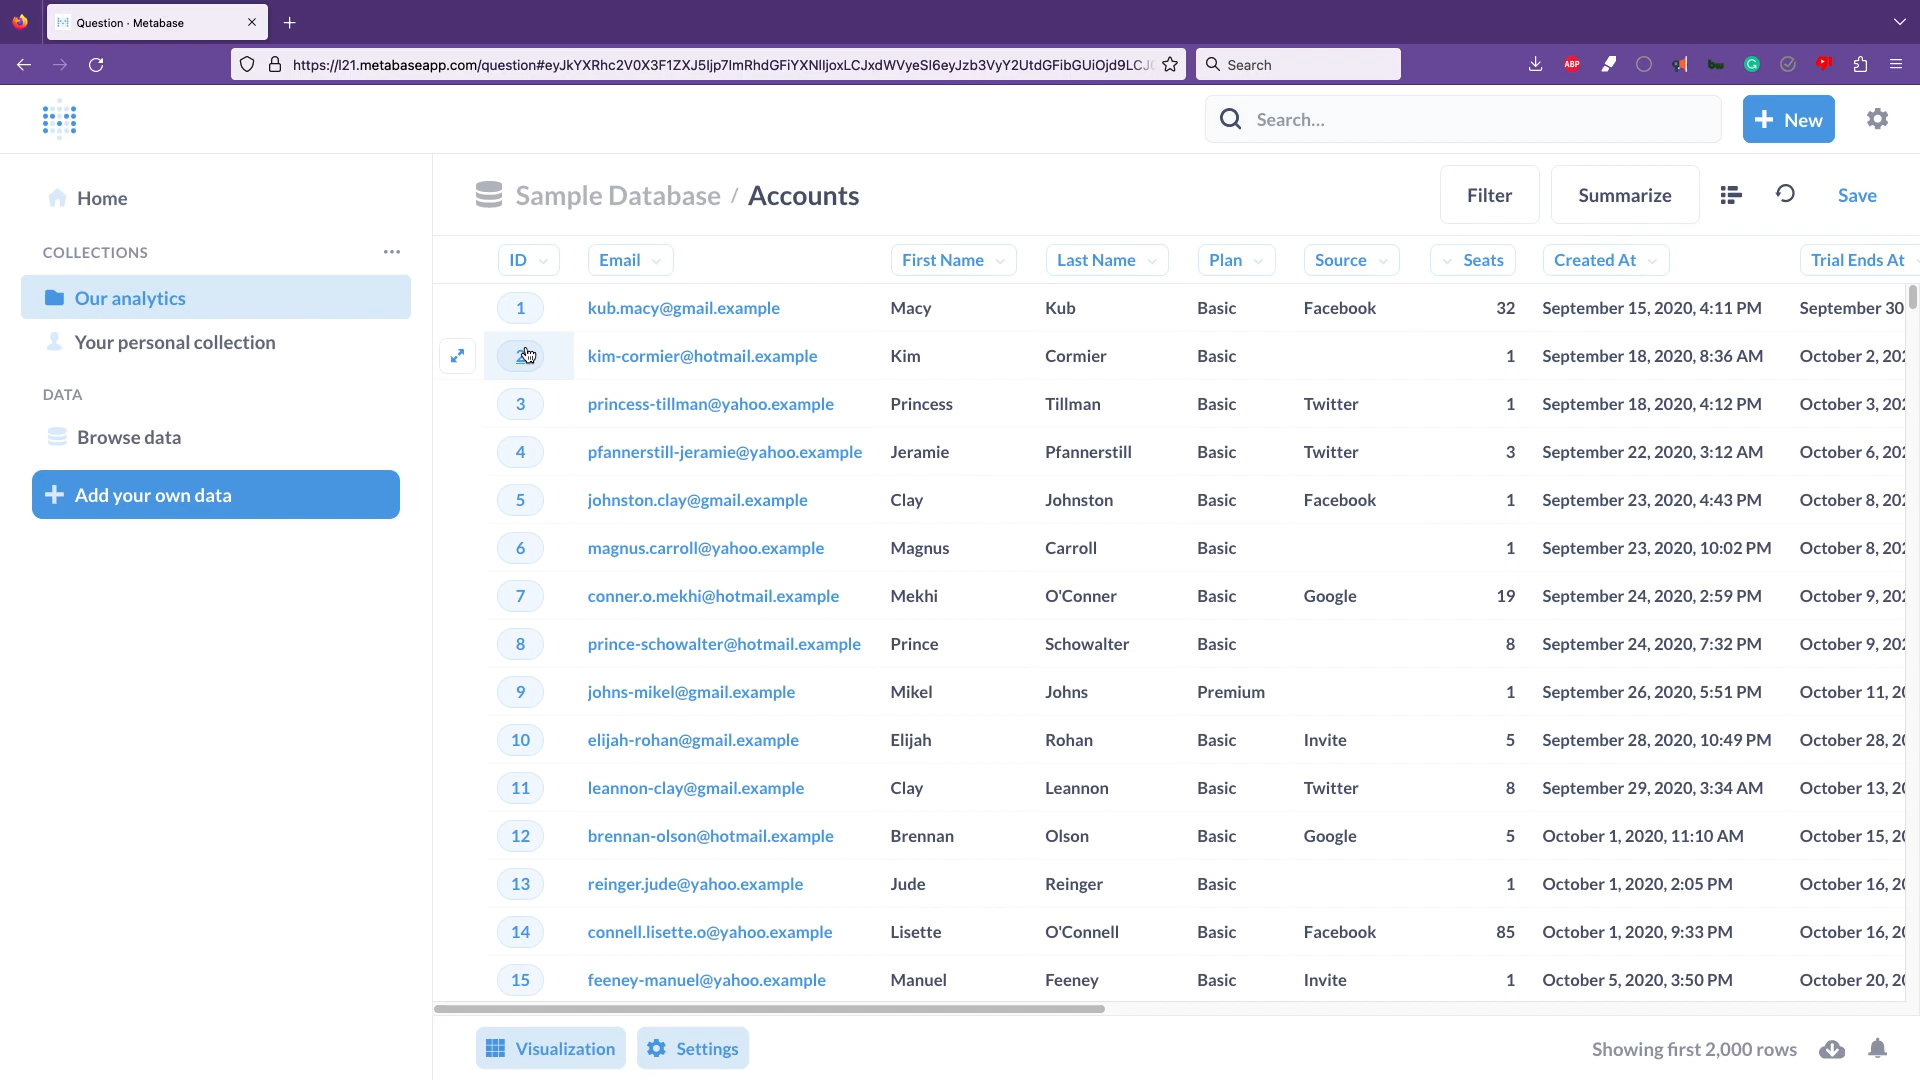 Question · Metabase
https://l21.metabaseapp.com/question#eyJkYXRhc2V0X3F1ZXJ5Ijp7ImRhdGFiYXNlIjoxLCJxdWVyeSI6eyJzb3VyY2UtdGFibGUiOjd9LCJ
Search
ABP
bw
Search...
New
Home
COLLECTIONS
Our analytics
Your personal collection
DATA
Browse data
Add your own data
Sample Database / Accounts
Filter
Summarize
Save
ID Email First Name Last Name Plan Source Seats Created At Trial Ends At
1 kub.macy@gmail.example Macy Kub Basic Facebook 32 September 15, 2020, 4:11 PM September 30
2 kim-cormier@hotmail.example Kim Cormier Basic 1 September 18, 2020, 8:36 AM October 2, 202
3 princess-tillman@yahoo.example Princess Tillman Basic Twitter 1 September 18, 2020, 4:12 PM October 3, 202
4 pfannerstill-jeramie@yahoo.example Jeramie Pfannerstill Basic Twitter 3 September 22, 2020, 3:12 AM October 6, 202
5 johnston.clay@gmail.example Clay Johnston Basic Facebook 1 September 23, 2020, 4:43 PM October 8, 202
6 magnus.carroll@yahoo.example Magnus Carroll Basic 1 September 23, 2020, 10:02 PM October 8, 202
7 conner.o.mekhi@hotmail.example Mekhi O'Conner Basic Google 19 September 24, 2020, 2:59 PM October 9, 202
8 prince-schowalter@hotmail.example Prince Schowalter Basic 8 September 24, 2020, 7:32 PM October 9, 202
9 johns-mikel@gmail.example Mikel Johns Premium 1 September 26, 2020, 5:51 PM October 11, 20
10 elijah-rohan@gmail.example Elijah Rohan Basic Invite 5 September 28, 2020, 10:49 PM October 28, 20
11 leannon-clay@gmail.example Clay Leannon Basic Twitter 8 September 29, 2020, 3:34 AM October 13, 20
12 brennan-olson@hotmail.example Brennan Olson Basic Google 5 October 1, 2020, 11:10 AM October 15, 20
13 reinger.jude@yahoo.example Jude Reinger Basic 1 October 1, 2020, 2:05 PM October 16, 20
14 connell.lisette.o@yahoo.example Lisette O'Connell Basic Facebook 85 October 1, 2020, 9:33 PM October 16, 20
15 feeney-manuel@yahoo.example Manuel Feeney Basic Invite 1 October 5, 2020, 3:50 PM October 20, 20
Visualization
Settings
Showing first 2,000 rows